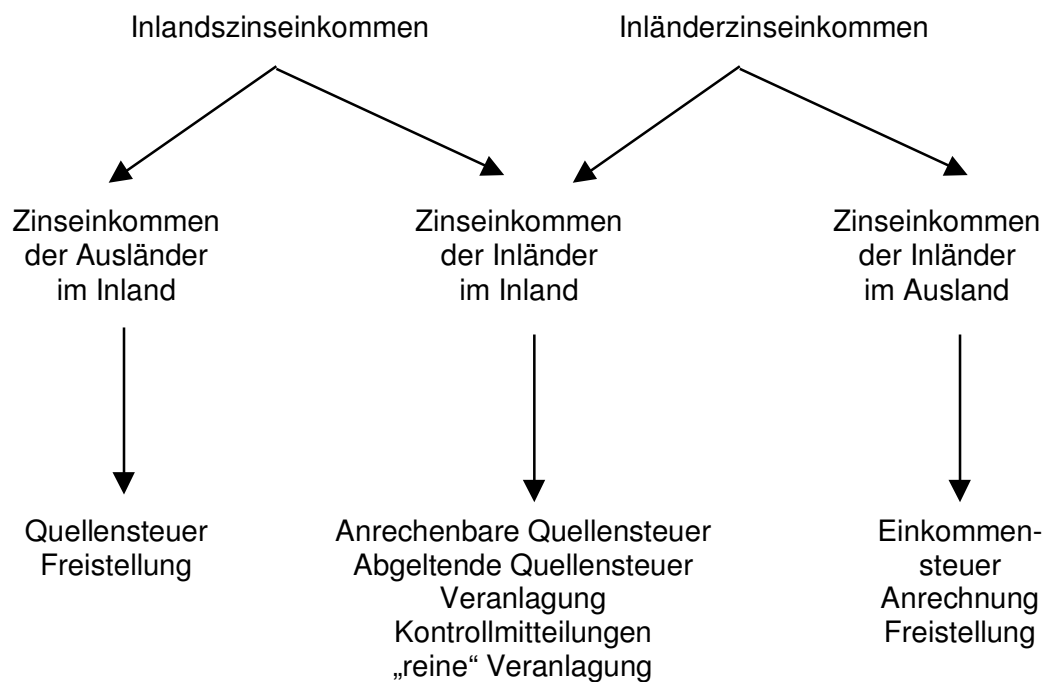 Inlandszinseinkommen
Inländerzinseinkommen
Zinseinkommen
der Ausländer
im Inland
Zinseinkommen
der Inländer
im Inland
Zinseinkommen
der Inländer
im Ausland
Quellensteuer
Freistellung
Anrechenbare Quellensteuer
Abgeltende Quellensteuer
Veranlagung
Kontrollmitteilungen
„reine“ Veranlagung
Einkommen-
steuer
Anrechnung
Freistellung